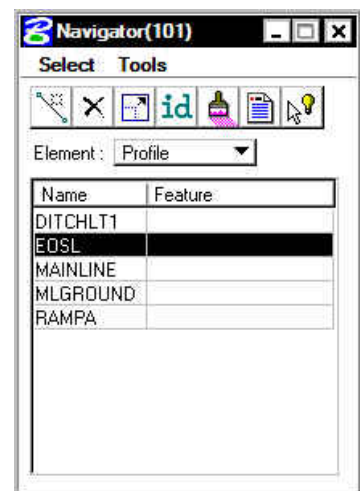 Navigator(101)
Select Tools
id
Element : Profile
Name Feature
DITCHLT1
EOSL
MAINLINE
MLGROUND
RAMPA